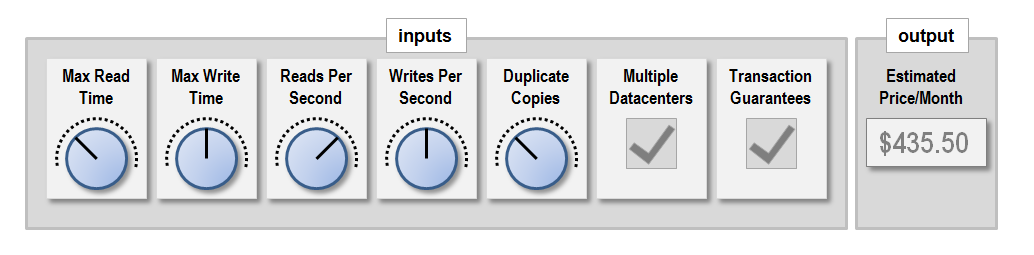 inputs
Max Read
Time
Max Write
Time
Reads Per
Second
Writes Per
Second
Duplicate
Copies
Multiple
Datacenters
Transaction
Guarantees
output
Estimated
Price/Month
$435.50